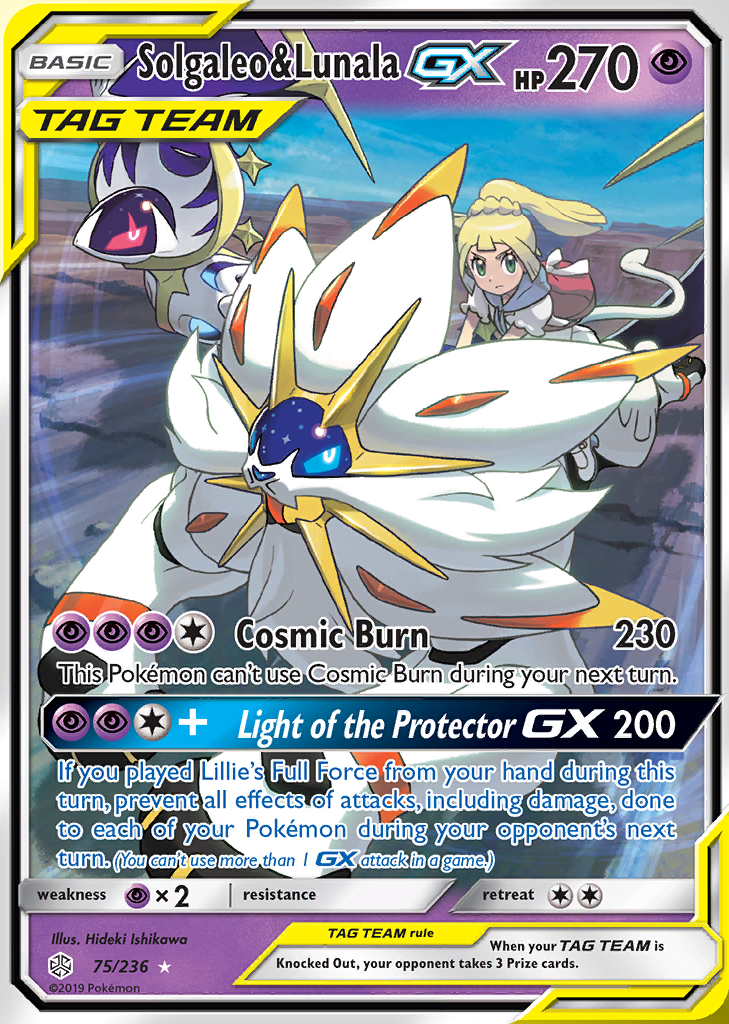 BASIC Solgaleo&Lunala GX HP 270
TAG TEAM
Cosmic Burn 230
This Pokémon can't use Cosmic Burn during your next turn.
+ Light of the Protector GX 200
If you played Lillie's Full Force from your hand during this
turn, prevent all effects of attacks, including damage, done
to each of your Pokémon during your opponent's next
turn. (You can't use more than 1 GX attack in a game.)
weakness ×2 resistance retreat
Illus. Hideki Ishikawa
75/236
©2019 Pokémon
TAG TEAM rule
When your TAG TEAM is
Knocked Out, your opponent takes 3 Prize cards.